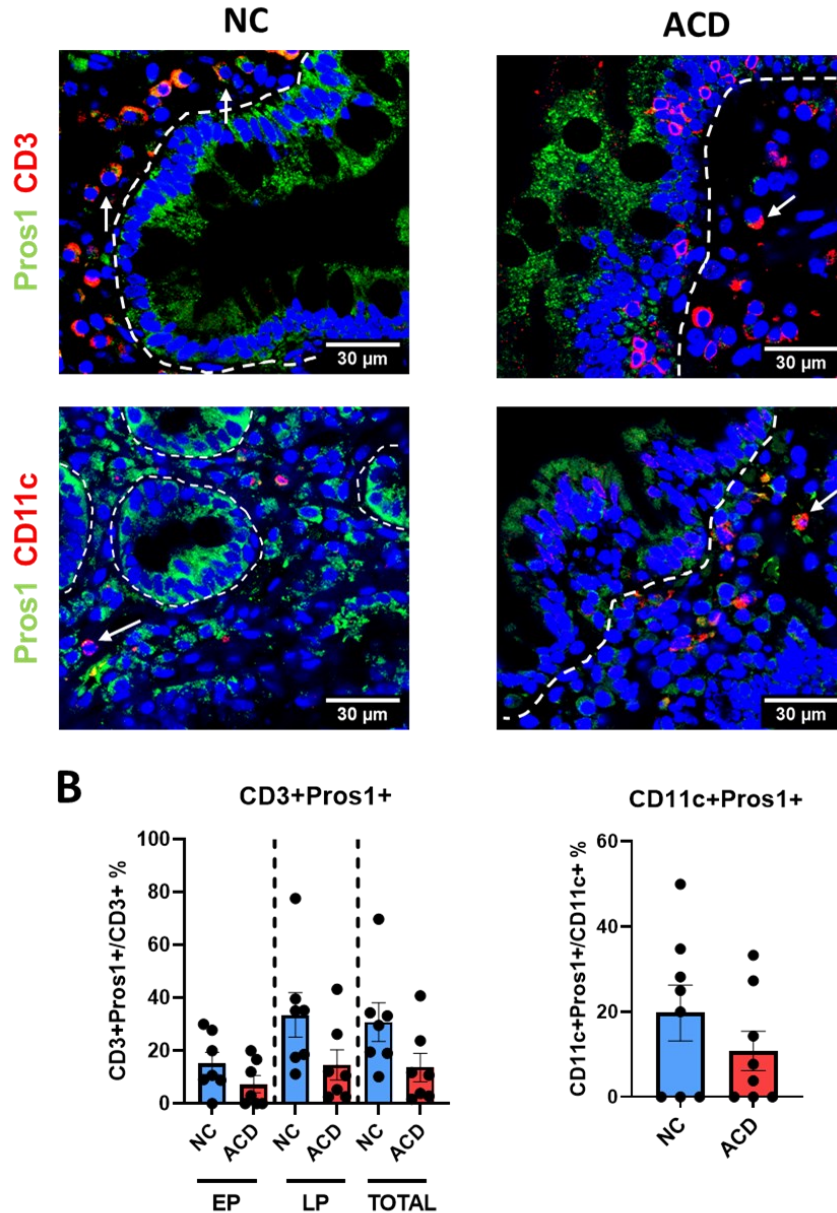 NC
ACD
Pros1 CD3
30 µm
30 µm
Pros1 CD11c
30 µm
30 µm
B
CD3+Pros1+
CD3+Pros1+/CD3+ %
100
80
60
40
20
0
NC
ACD
NC
ACD
NC
ACD
EP
LP
TOTAL
CD11c+Pros1+
CD11c+Pros1+/CD11c+ %
60
40
20
0
NC
ACD